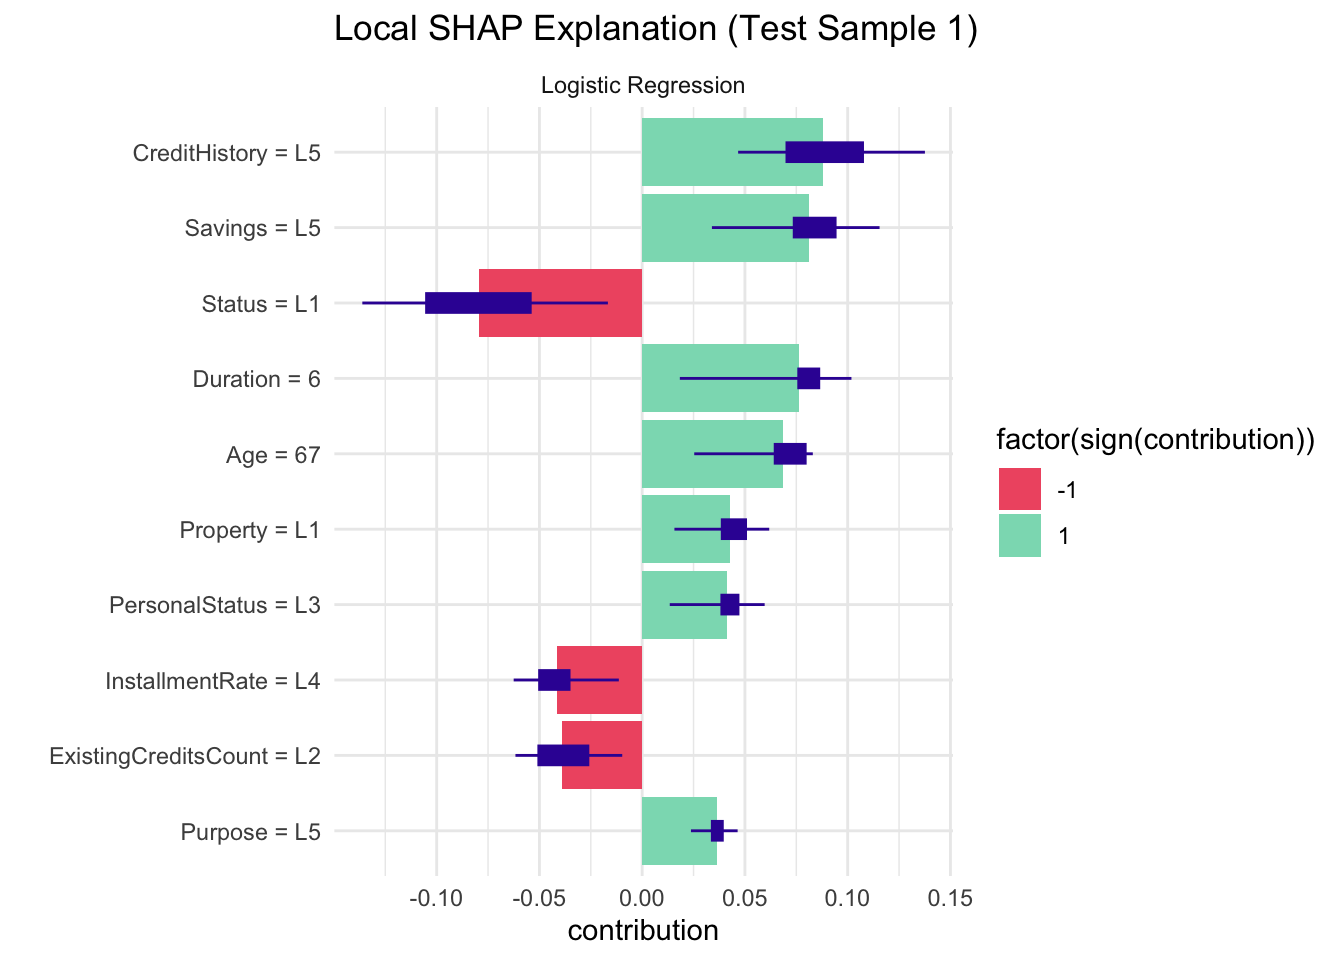 Local SHAP Explanation (Test Sample 1)
Logistic Regression
CreditHistory = L5
Savings = L5
Status = L1
Duration = 6
Age = 67
Property = L1
PersonalStatus = L3
InstallmentRate = L4
ExistingCreditsCount = L2
Purpose = L5
-0.10 -0.05 0.00 0.05 0.10 0.15
contribution
factor(sign(contribution))
-1
1